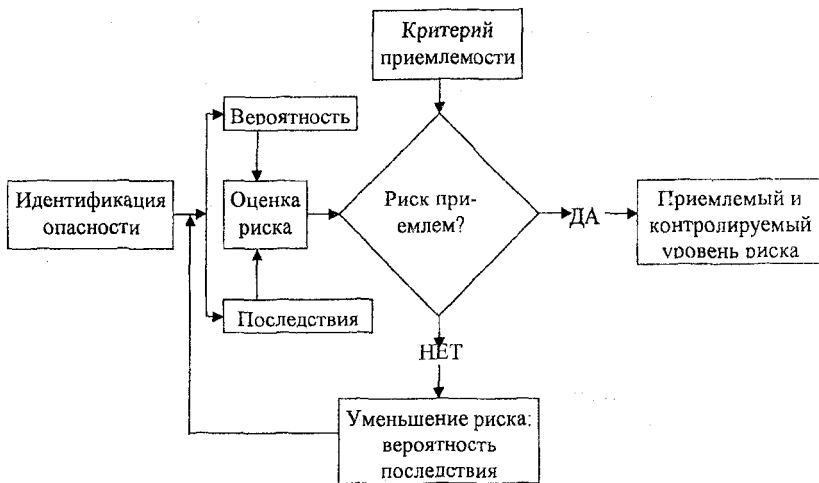 Критерий
приемлемости
Вероятность
Идентификация
опасности
Оценка
риска
Риск при-
емлем?
ДА
Приемлемый и
контролируемый
уровень риска
Последствия
НЕТ
Уменьшение риска:
вероятность
последствия